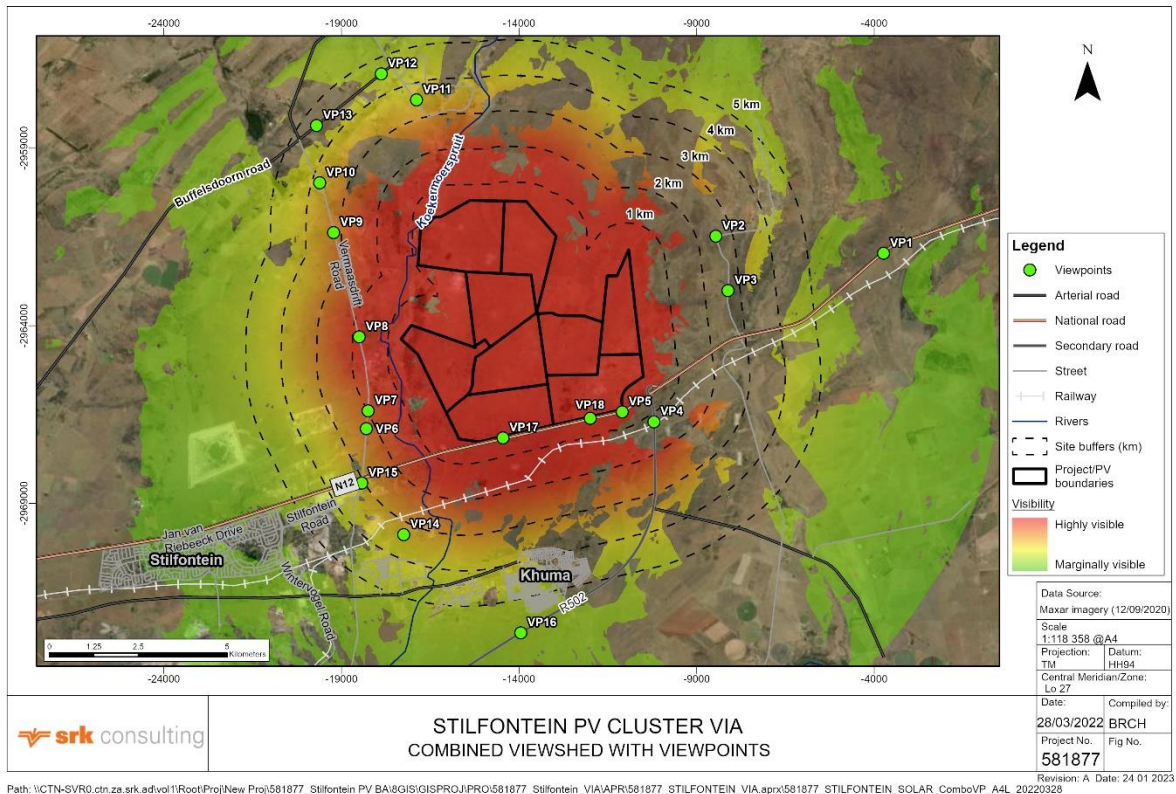 -24000
-19000
-14000
-9000
-4000
VP12
VP11
VP13
5 km
4 km
-2959000
Koekermoerspruit
3 km
Buffelsdoorn road
VP10
2 km
1 km
VP9
VP2
VP1
Vermaasdrift
Road
VP3
-2964000
VP8
VP7
VP18
VP5
VP6
VP4
VP17
VP15
N12
-2969000
Stilfontein
Road
Jan van
Riebeeck Drive
VP14
Stilfontein
Khuma
Wintervogel Road
R502
VP16
0 1.25 2.5 5
Kilometers
-24000
-19000
-14000
-9000
-4000
N
Legend
Viewpoints
Arterial road
National road
Secondary road
Street
Railway
Rivers
Site buffers (km)
Project/PV
boundaries
Visibility
Highly visible
Marginally visible
Data Source:
Maxar imagery (12/09/2020)
Scale
1:118 358 @A4
Projection:
TM
Datum:
HH94
Central Meridian/Zone:
Lo 27
Date:
28/03/2022
Compiled by:
BRCH
Project No.
581877
Fig No.
Revision: A Date: 24 01 2023
srk consulting
STILFONTEIN PV CLUSTER VIA
COMBINED VIEWSHED WITH VIEWPOINTS
Path: \\CTN-SVR0.ctn.za.srk.ad\vol1\Root\Proj\New Proj\581877_Stilfontein PV BA\8GIS\GISPROJ\PRO\581877_Stilfontein_VIA\APR\581877_STILFONTEIN_VIA.aprx\581877_STILFONTEIN_SOLAR_ComboVP_A4L_20220328